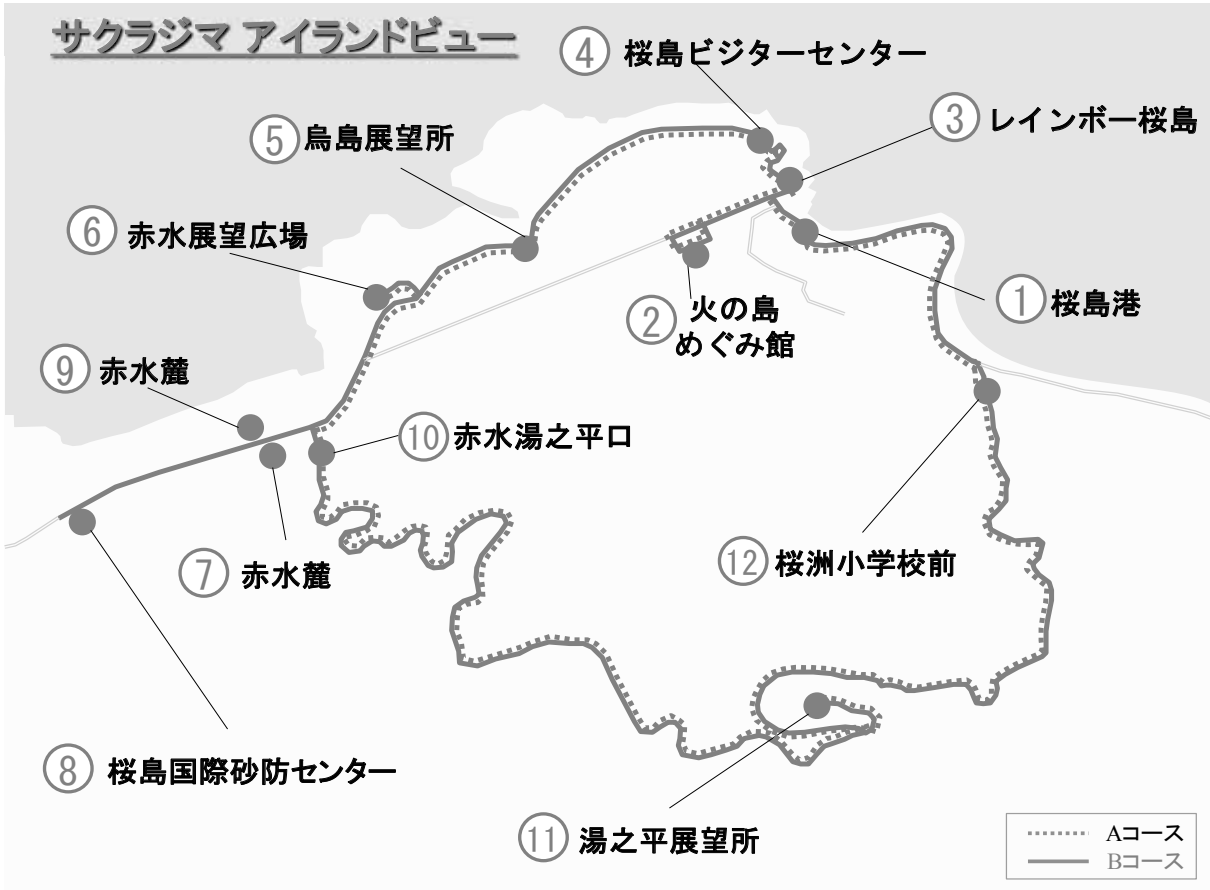 サクラジマ アイランドビュー
④ 桜島ビジターセンター
③ レインボー桜島
⑤ 烏島展望所
⑥ 赤水展望広場
① 桜島港
② 火の島
めぐみ館
⑨ 赤水麓
⑩ 赤水湯之平口
⑫ 桜洲小学校前
⑦ 赤水麓
⑧ 桜島国際砂防センター
⑪ 湯之平展望所
Aコース
Bコース